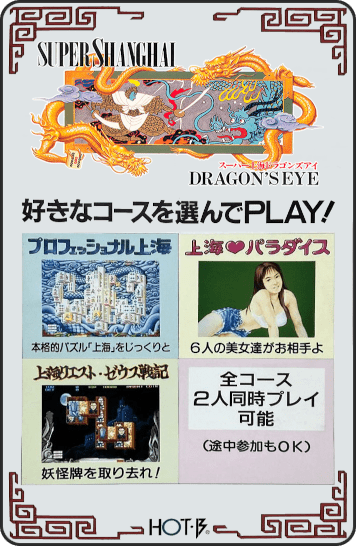 SUPER SHANGHAI
スーパー上海ドラゴンズアイ
DRAGON'S EYE
好きなコースを選んでPLAY!
プロフェッショナル上海
本格的パズル「上海」をじっくりと
上海♥パラダイス
6人の美女達がお相手よ
上海クエスト・ゼウス戦記
妖怪牌を取り去れ!
全コース
2人同時プレイ
可能
(途中参加もOK)
HOT・B